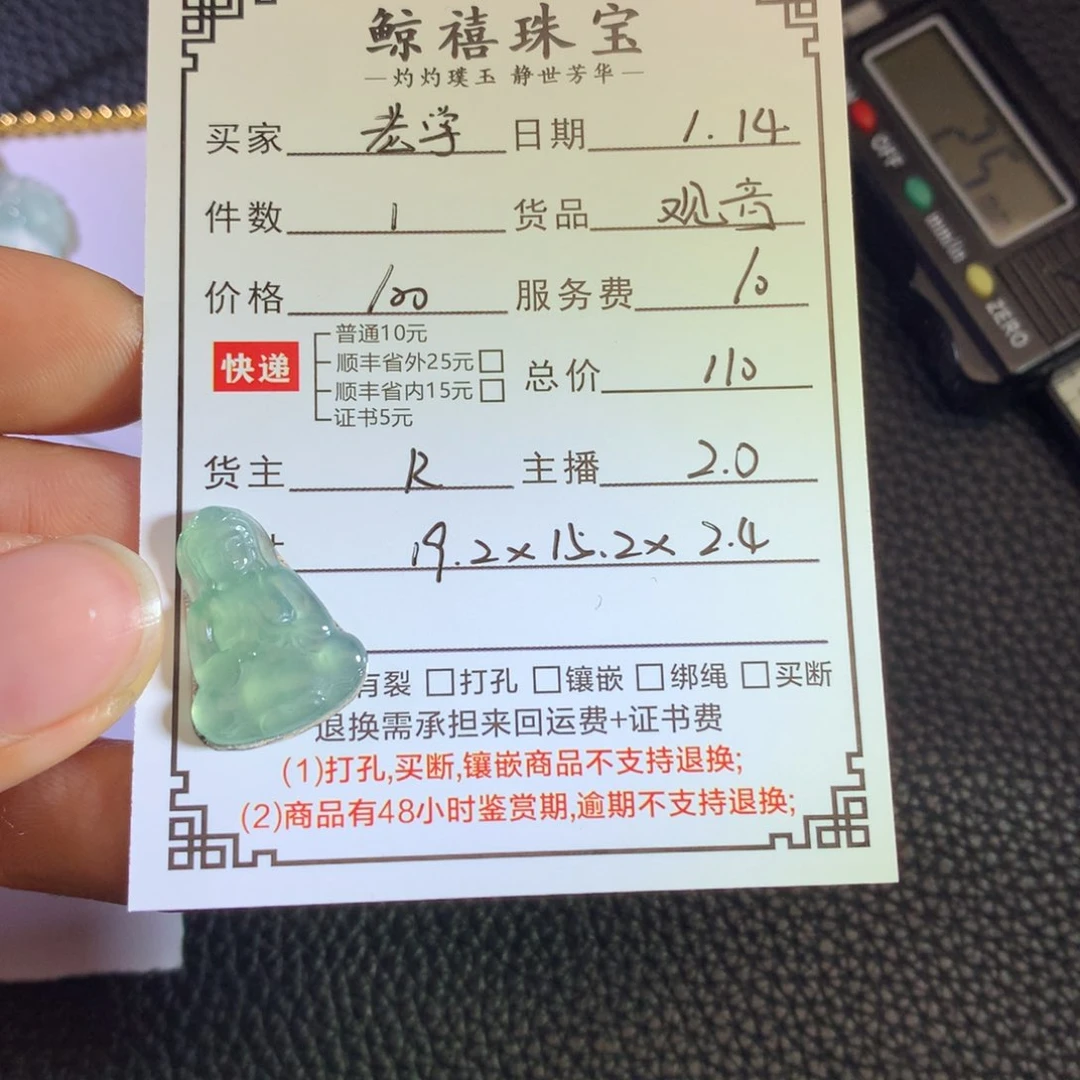 鲸禧珠宝
—灼灼璞玉 静世芳华—
买家 老学 日期 1.14
件数 1 货品 观音
价格 100 服务费 10
快递
普通10元
顺丰省外25元□
顺丰省内15元□
证书5元
总价 110
货主 R 主播 2.0
19.2×15.2×2.4
有裂 □打孔 □镶嵌 □绑绳 □买断
退换需承担来回运费+证书费
(1)打孔,买断,镶嵌商品不支持退换;
(2)商品有48小时鉴赏期,逾期不支持退换;
OFF
mm/in
ZERO